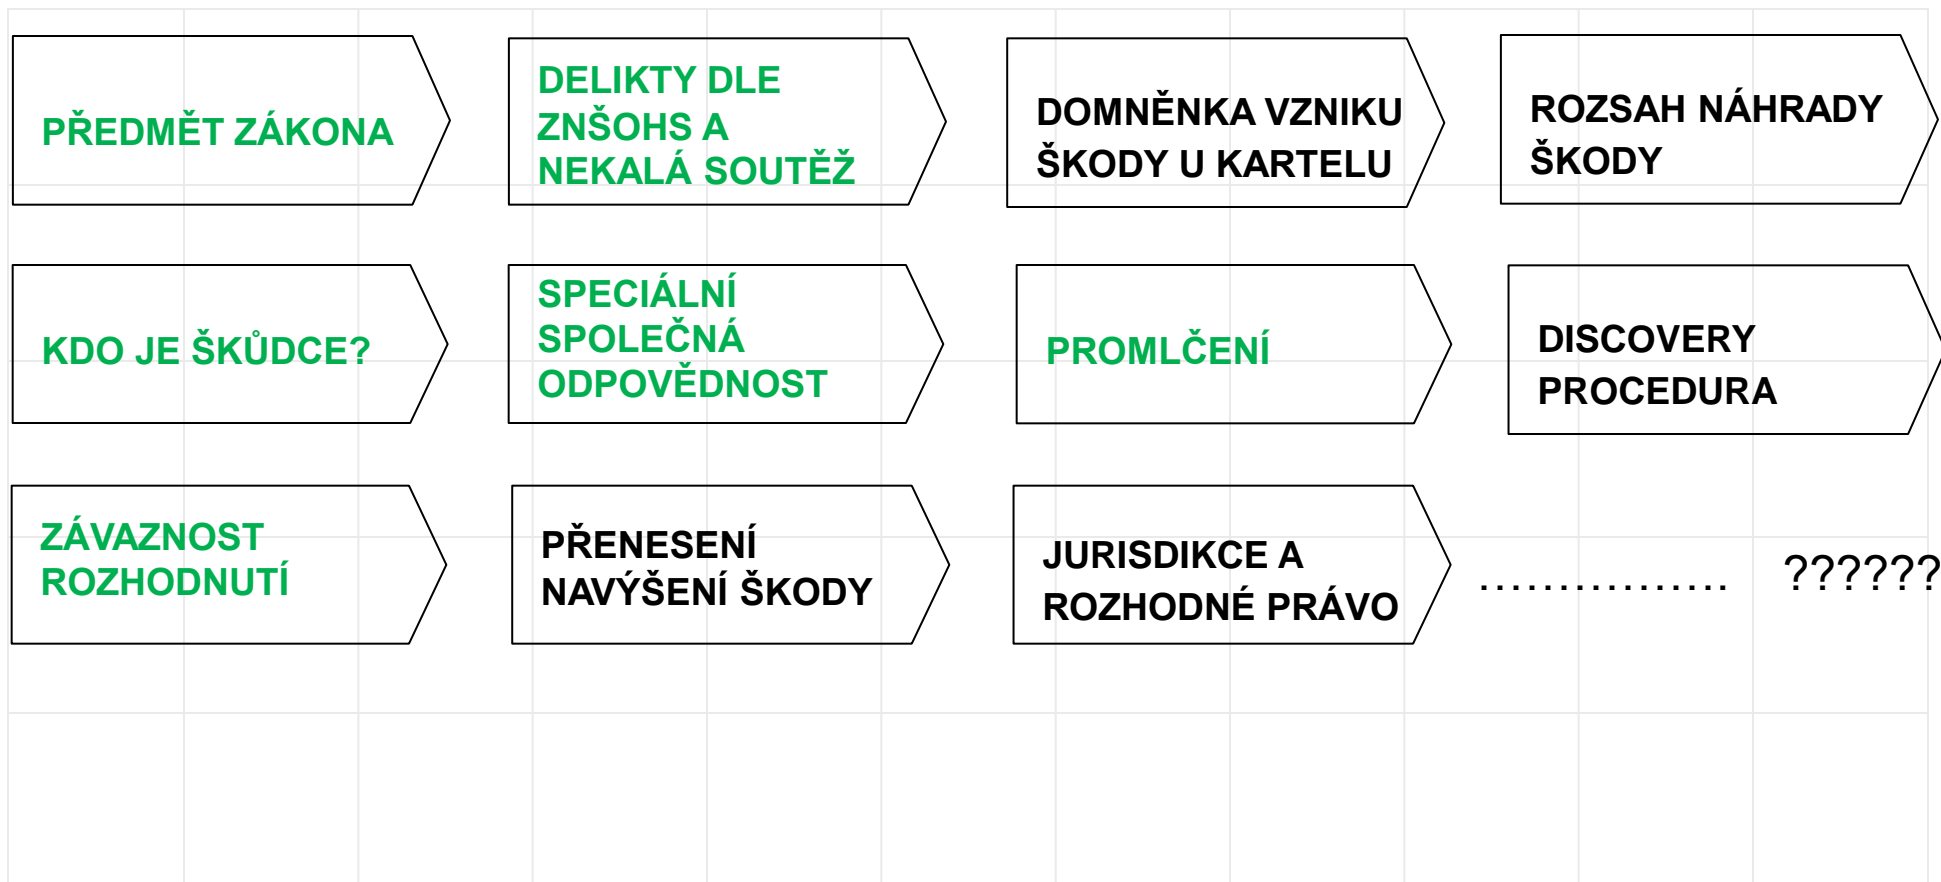 PŘEDMĚT ZÁKONA
DELIKTY DLE
ZNŠOHS A
NEKALÁ SOUTĚŽ
DOMNĚNKA VZNIKU
ŠKODY U KARTELU
ROZSAH NÁHRADY
ŠKODY
KDO JE ŠKŮDCE?
SPECIÁLNÍ
SPOLEČNÁ
ODPOVĚDNOST
PROMLČENÍ
DISCOVERY
PROCEDURA
ZÁVAZNOST
ROZHODNUTÍ
PŘENESENÍ
NAVÝŠENÍ ŠKODY
JURISDIKCE A
ROZHODNÉ PRÁVO
................ ??????